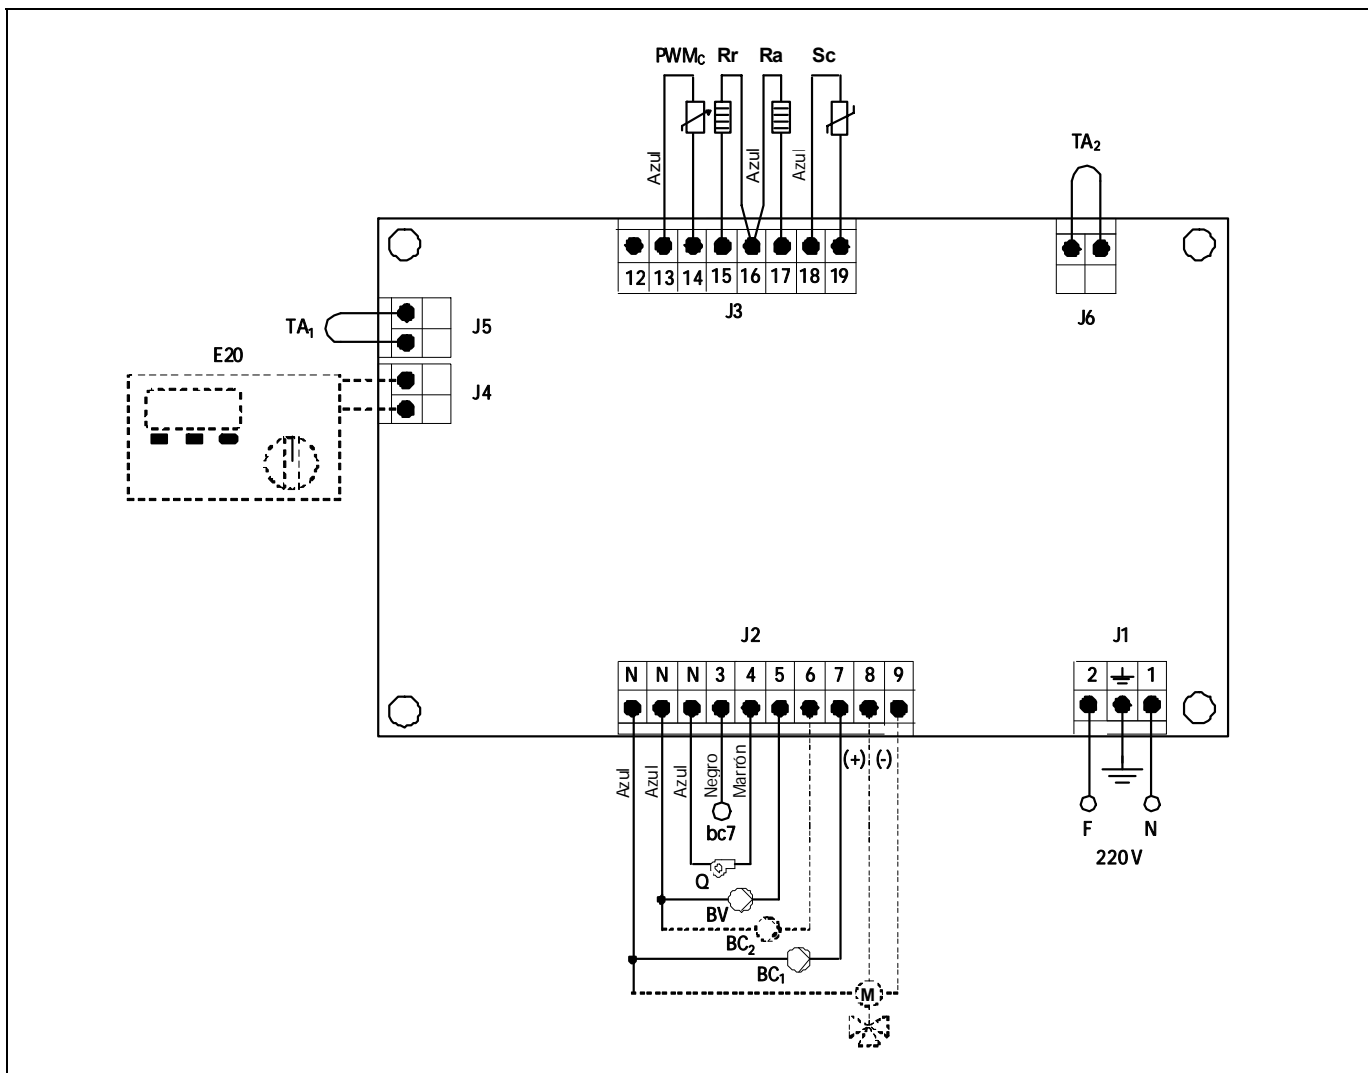 PWMC Rr Ra Sc
Azul
Azul
Azul
TA2
12 13 14 15 16 17 18 19
J3
J6
TA1
J5
E20
J4
J2
J1
N N N 3 4 5 6 7 8 9
2 1
Azul
Azul
Azul
Negro
Marrón
(+) (-)
bc7
F N
220 V
Q
BV
BC2
BC1
M